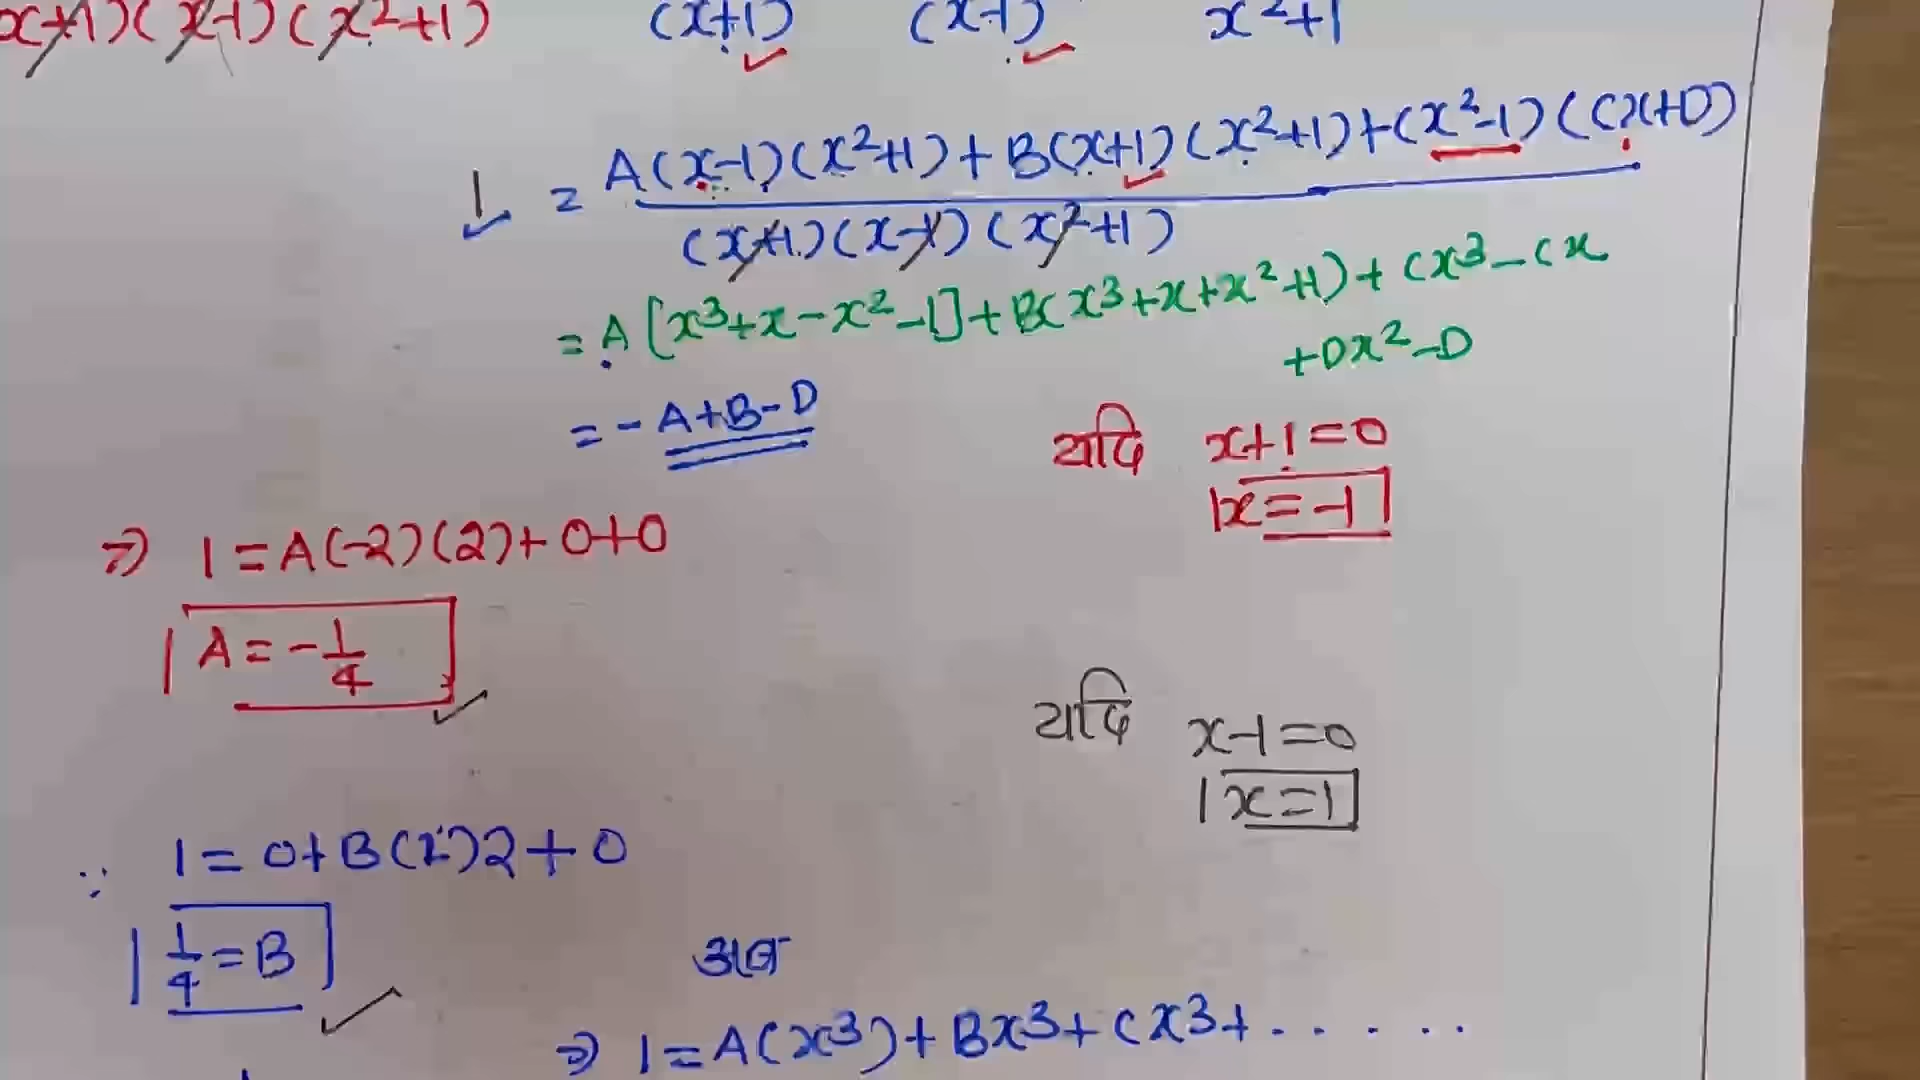 (x+1)(x-1)(x²+1) (x+1) (x-1) x²+1
1 = A(x-1)(x²+1)+B(x+1)(x²+1)+(x²-1)(Cx+D)
(x+1)(x-1)(x²+1)
= A[x³+x-x²-1]+B(x³+x+x²+1)+Cx³-Cx
+Dx²-D
= -A+B-D
यदि x+1=0
x=-1
⇒ 1=A(-2)(2)+0+0
A=-1/4
यदि x-1=0
x=1
∵ 1=0+B(2)2+0
1/4=B
अब
⇒ 1=A(x³)+Bx³+Cx³+.....